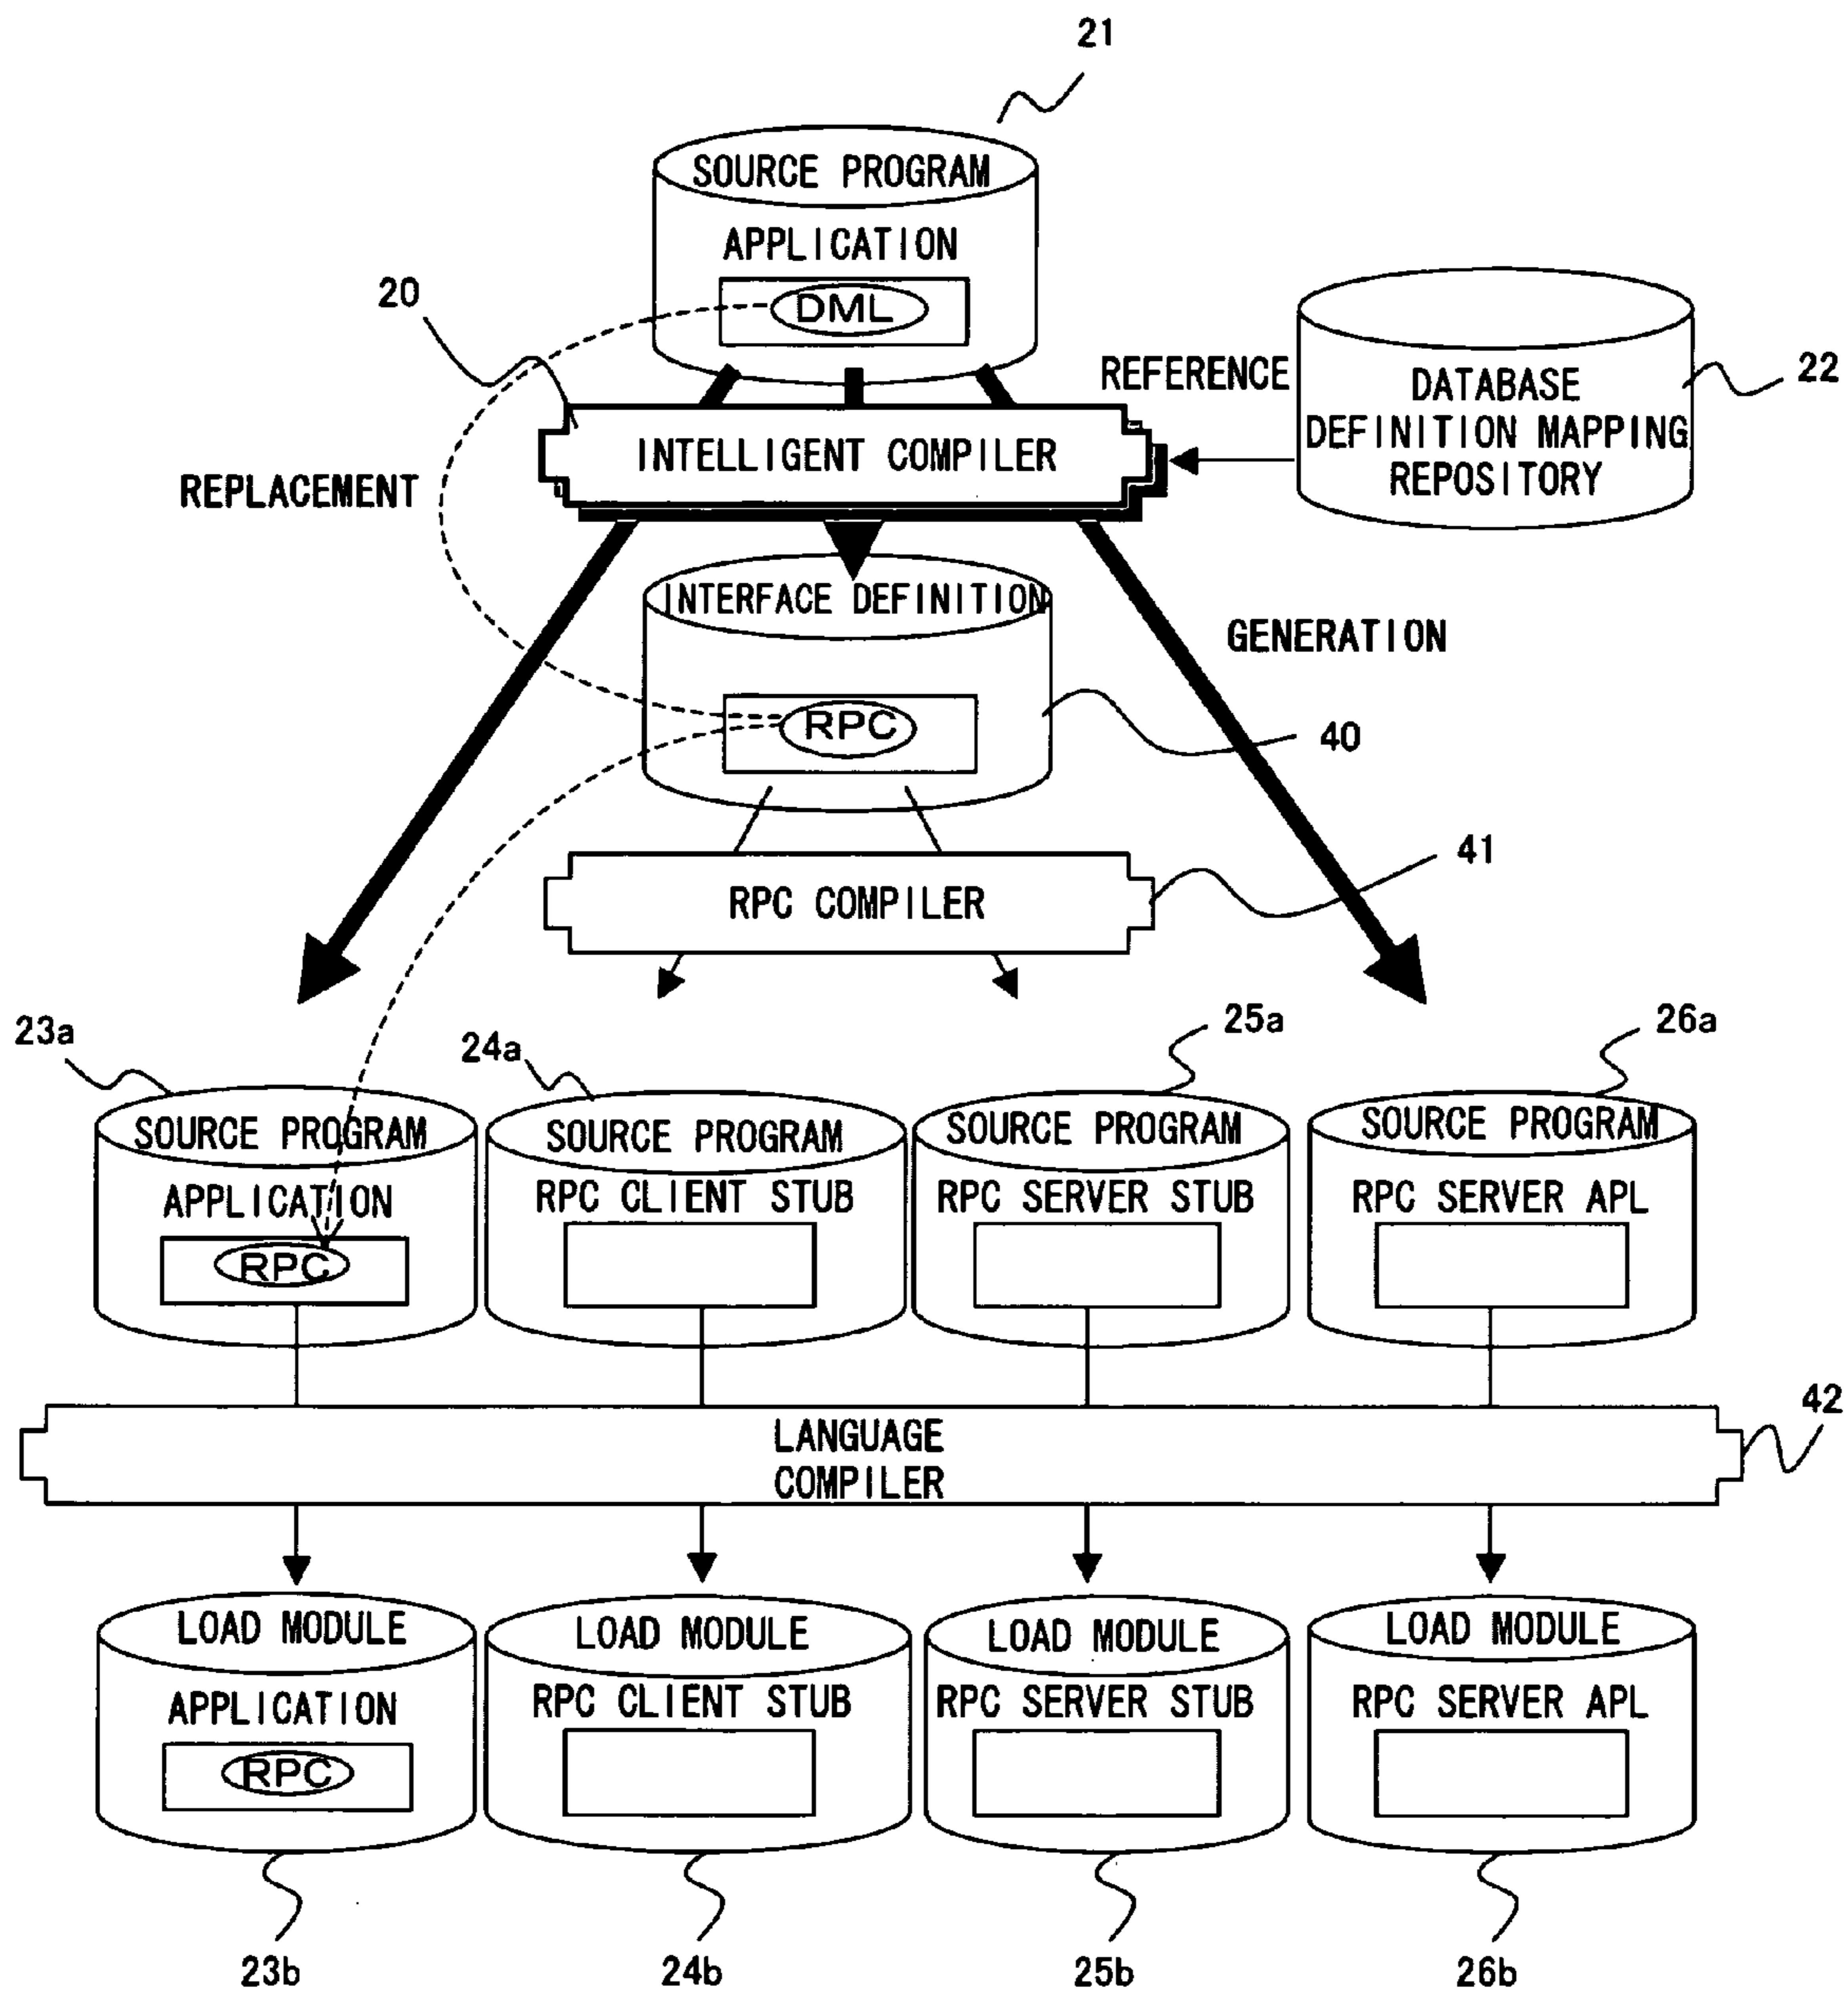 21
SOURCE PROGRAM
APPLICATION
DML
20
REFERENCE
DATABASE
DEFINITION MAPPING
REPOSITORY
22
INTELLIGENT COMPILER
REPLACEMENT
INTERFACE DEFINITION
GENERATION
RPC
40
41
RPC COMPILER
23a
24a
25a
26a
SOURCE PROGRAM
APPLICATION
RPC
SOURCE PROGRAM
RPC CLIENT STUB
SOURCE PROGRAM
RPC SERVER STUB
SOURCE PROGRAM
RPC SERVER APL
42
LANGUAGE
COMPILER
LOAD MODULE
APPLICATION
RPC
LOAD MODULE
RPC CLIENT STUB
LOAD MODULE
RPC SERVER STUB
LOAD MODULE
RPC SERVER APL
23b
24b
25b
26b